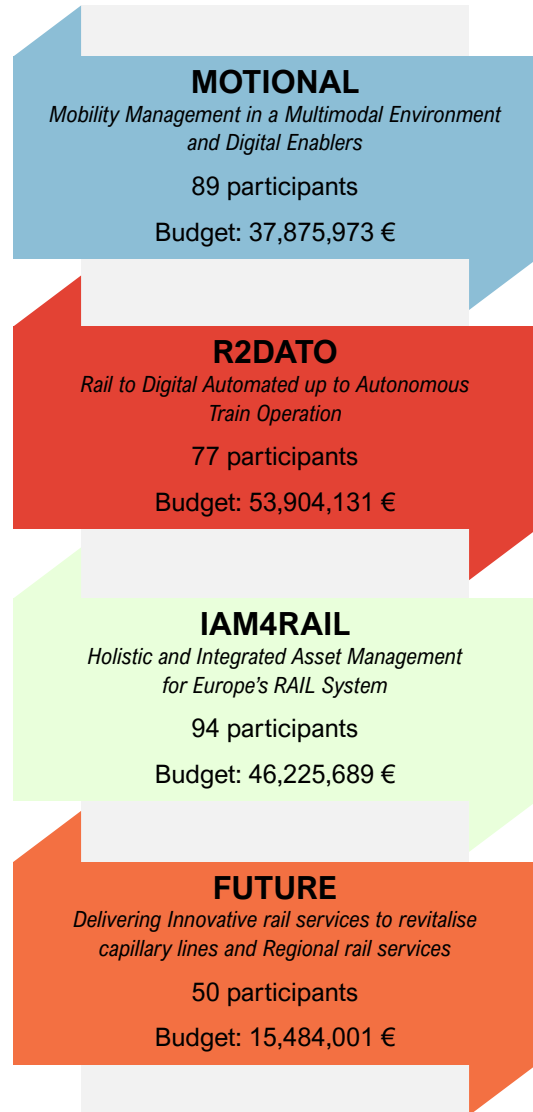 MOTIONAL
Mobility Management in a Multimodal Environment
and Digital Enablers
89 participants
Budget: 37,875,973 €
R2DATO
Rail to Digital Automated up to Autonomous
Train Operation
77 participants
Budget: 53,904,131 €
IAM4RAIL
Holistic and Integrated Asset Management
for Europe's RAIL System
94 participants
Budget: 46,225,689 €
FUTURE
Delivering Innovative rail services to revitalise
capillary lines and Regional rail services
50 participants
Budget: 15,484,001 €